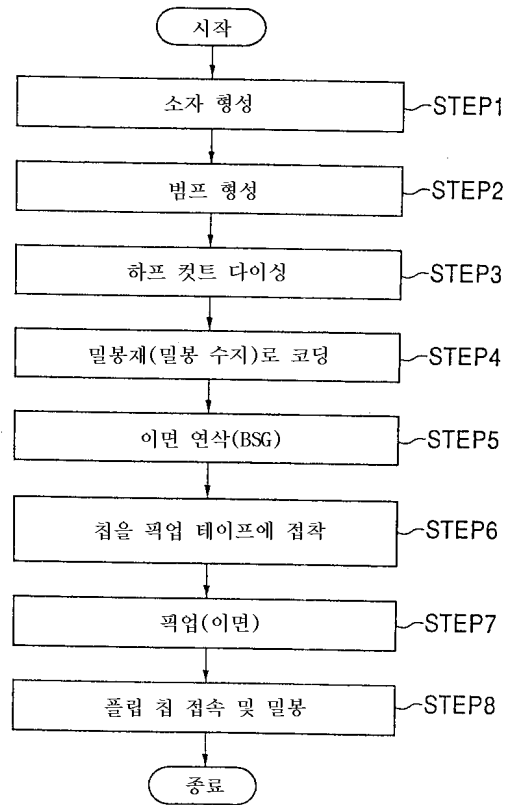 시작
소자 형성 STEP1
범프 형성 STEP2
하프 컷트 다이싱 STEP3
밀봉재(밀봉 수지)로 코딩 STEP4
이면 연삭(BSG) STEP5
칩을 픽업 테이프에 접착 STEP6
픽업(이면) STEP7
플립 칩 접속 및 밀봉 STEP8
종료